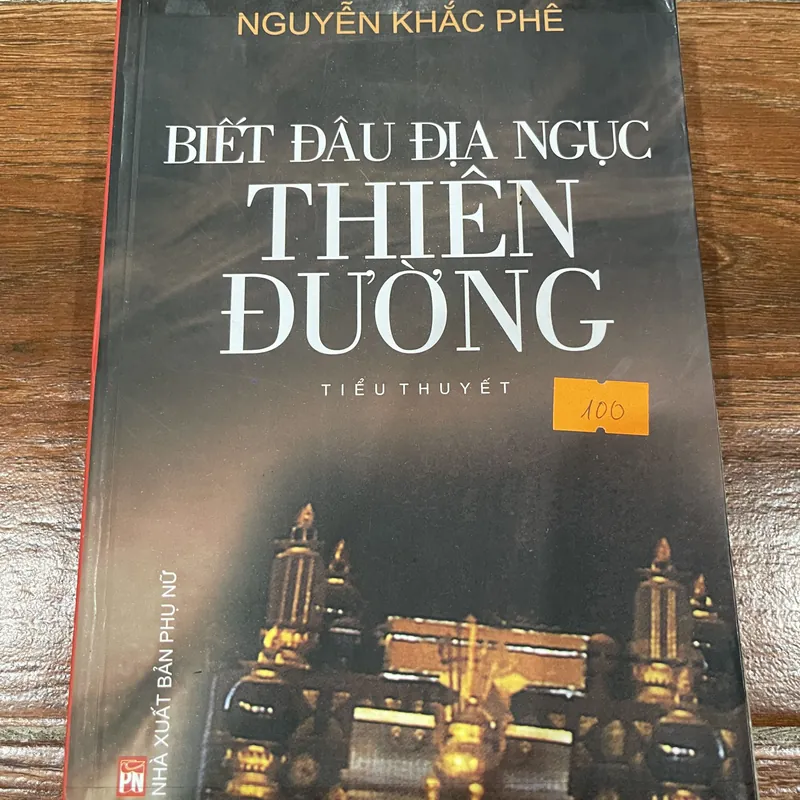 NGUYỄN KHẮC PHÊ
BIẾT ĐÂU ĐỊA NGỤC
THIÊN
ĐƯỜNG
TIỂU THUYẾT
100
NHÀ XUẤT BẢN PHỤ NỮ
PN